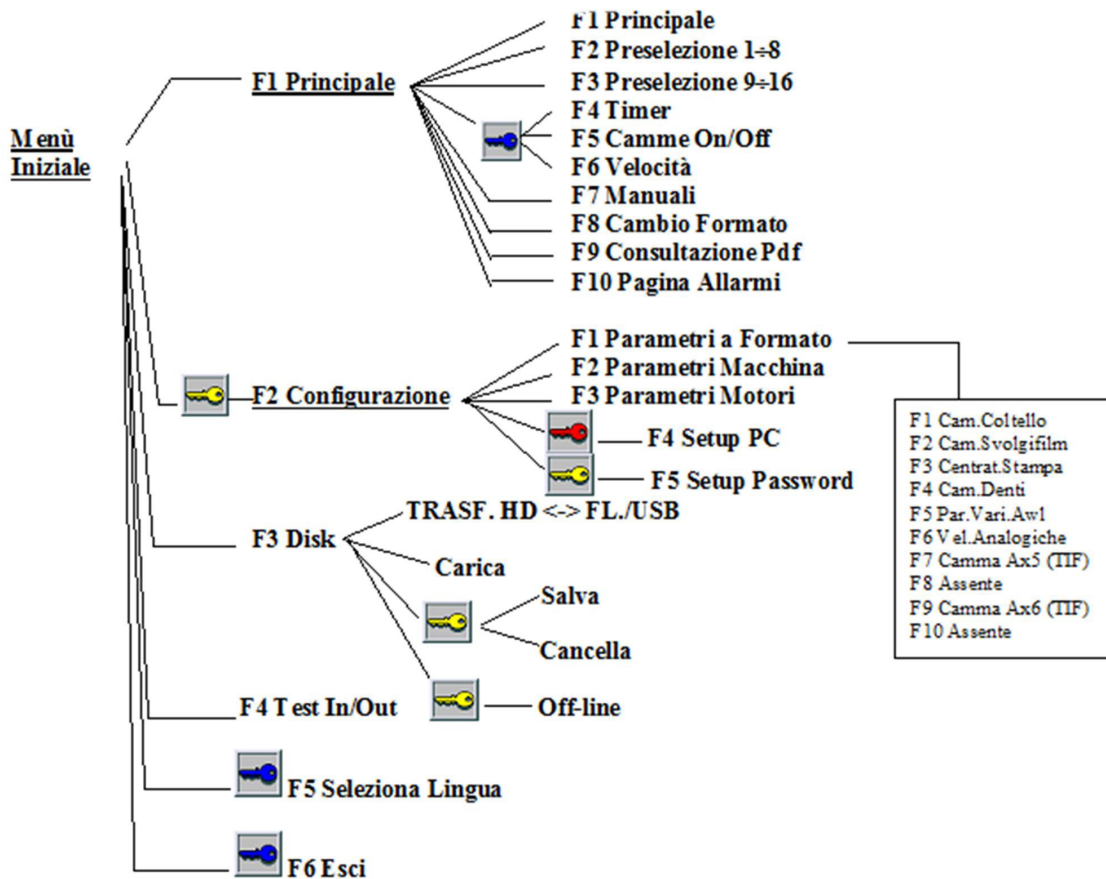 Menù
Iniziale
F1 Principale
F1 Principale
F2 Preselezione 1÷8
F3 Preselezione 9÷16
F4 Timer
F5 Camme On/Off
F6 Velocità
F7 Manuali
F8 Cambio Formato
F9 Consultazione Pdf
F10 Pagina Allarmi
F2 Configurazione
F1 Parametri a Formato
F2 Parametri Macchina
F3 Parametri Motori
F4 Setup PC
F5 Setup Password
F1 Cam.Coltello
F2 Cam.Svolgifilm
F3 Centrat.Stampa
F4 Cam.Denti
F5 Par.Vari.Awl
F6 Vel.Analogiche
F7 Camma Ax5 (TIF)
F8 Assente
F9 Camma Ax6 (TIF)
F10 Assente
F3 Disk
TRASF. HD <-> FL./USB
Carica
Salva
Cancella
Off-line
F4 Test In/Out
F5 Seleziona Lingua
F6 Esci